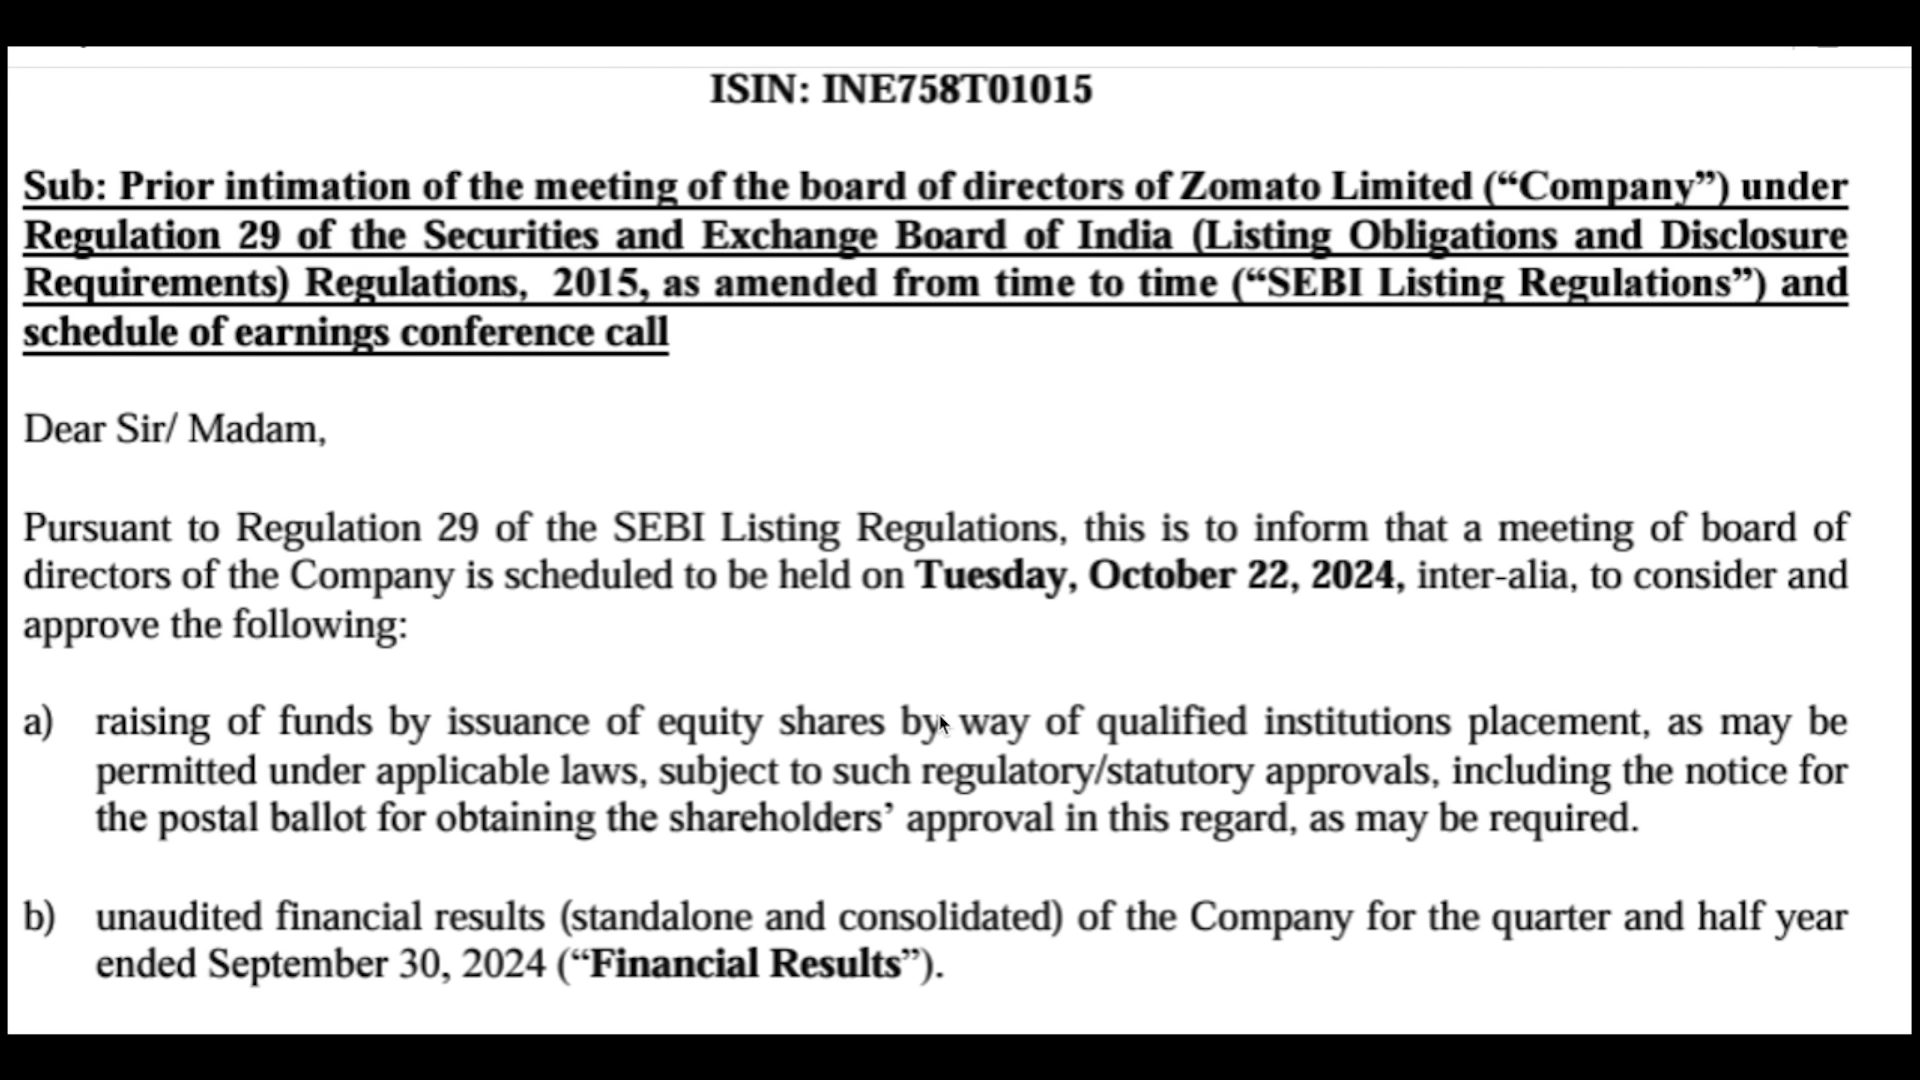 ISIN: INE758T01015
Sub: Prior intimation of the meeting of the board of directors of Zomato Limited (“Company”) under
Regulation 29 of the Securities and Exchange Board of India (Listing Obligations and Disclosure
Requirements) Regulations, 2015, as amended from time to time (“SEBI Listing Regulations”) and
schedule of earnings conference call
Dear Sir/ Madam,
Pursuant to Regulation 29 of the SEBI Listing Regulations, this is to inform that a meeting of board of
directors of the Company is scheduled to be held on Tuesday, October 22, 2024, inter-alia, to consider and
approve the following:
a) raising of funds by issuance of equity shares by way of qualified institutions placement, as may be
permitted under applicable laws, subject to such regulatory/statutory approvals, including the notice for
the postal ballot for obtaining the shareholders’ approval in this regard, as may be required.
b) unaudited financial results (standalone and consolidated) of the Company for the quarter and half year
ended September 30, 2024 (“Financial Results”).